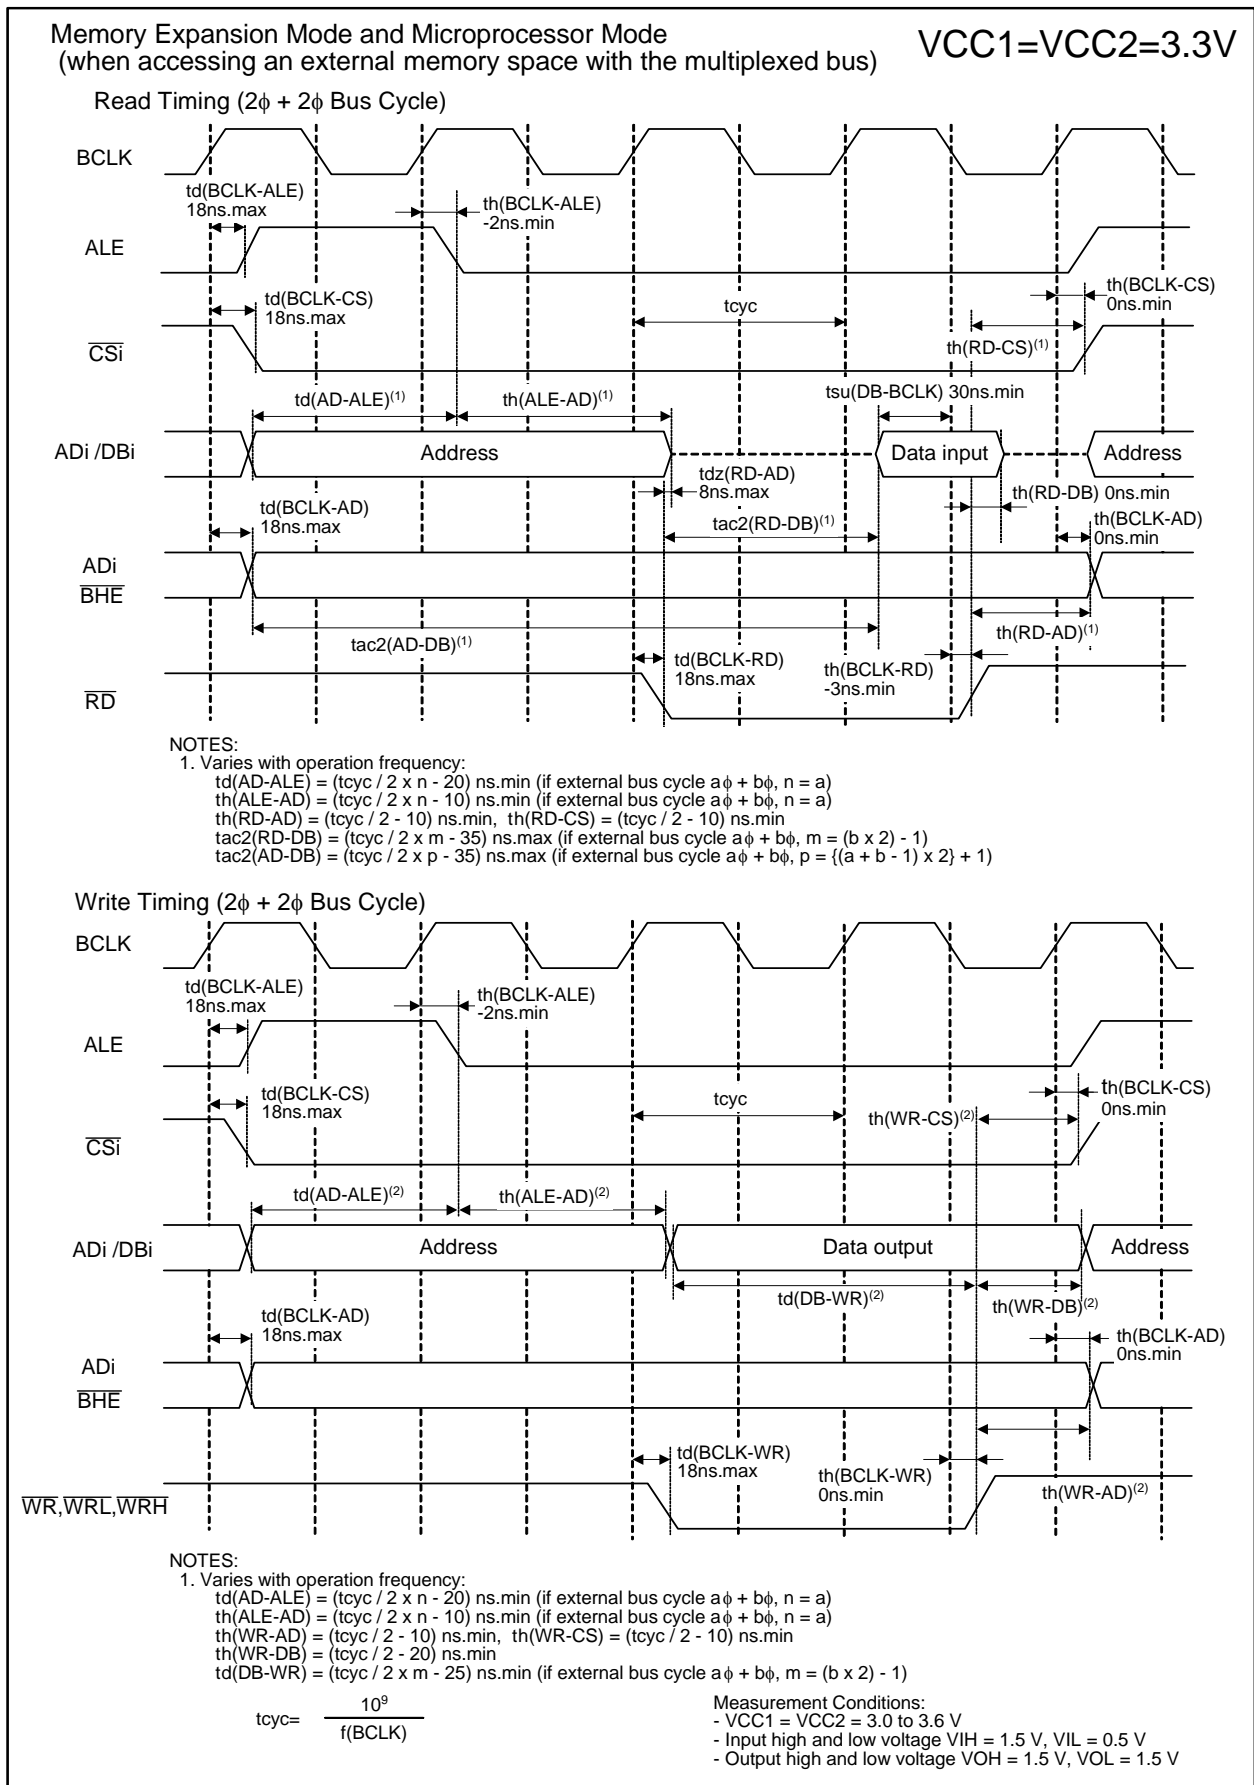 Memory Expansion Mode and Microprocessor Mode
(when accessing an external memory space with the multiplexed bus)
VCC1=VCC2=3.3V
Read Timing (2ϕ + 2ϕ Bus Cycle)
BCLK
td(BCLK-ALE)
18ns.max
th(BCLK-ALE)
-2ns.min
ALE
td(BCLK-CS)
18ns.max
tcyc
th(BCLK-CS)
0ns.min
CSi
th(RD-CS)(1)
td(AD-ALE)(1)
th(ALE-AD)(1)
tsu(DB-BCLK) 30ns.min
ADi /DBi
Address
Data input
Address
tdz(RD-AD)
8ns.max
th(RD-DB) 0ns.min
td(BCLK-AD)
18ns.max
tac2(RD-DB)(1)
th(BCLK-AD)
0ns.min
ADi
BHE
tac2(AD-DB)(1)
th(RD-AD)(1)
td(BCLK-RD)
18ns.max
th(BCLK-RD)
-3ns.min
RD
NOTES:
1. Varies with operation frequency:
td(AD-ALE) = (tcyc / 2 x n - 20) ns.min (if external bus cycle aϕ + bϕ, n = a)
th(ALE-AD) = (tcyc / 2 x n - 10) ns.min (if external bus cycle aϕ + bϕ, n = a)
th(RD-AD) = (tcyc / 2 - 10) ns.min, th(RD-CS) = (tcyc / 2 - 10) ns.min
tac2(RD-DB) = (tcyc / 2 x m - 35) ns.max (if external bus cycle aϕ + bϕ, m = (b x 2) - 1)
tac2(AD-DB) = (tcyc / 2 x p - 35) ns.max (if external bus cycle aϕ + bϕ, p = {(a + b - 1) x 2} + 1)
Write Timing (2ϕ + 2ϕ Bus Cycle)
BCLK
td(BCLK-ALE)
18ns.max
th(BCLK-ALE)
-2ns.min
ALE
td(BCLK-CS)
18ns.max
tcyc
th(WR-CS)(2)
th(BCLK-CS)
0ns.min
CSi
td(AD-ALE)(2)
th(ALE-AD)(2)
ADi /DBi
Address
Data output
Address
td(DB-WR)(2)
th(WR-DB)(2)
td(BCLK-AD)
18ns.max
th(BCLK-AD)
0ns.min
ADi
BHE
td(BCLK-WR)
18ns.max
th(BCLK-WR)
0ns.min
th(WR-AD)(2)
WR,WRL,WRH
NOTES:
1. Varies with operation frequency:
td(AD-ALE) = (tcyc / 2 x n - 20) ns.min (if external bus cycle aϕ + bϕ, n = a)
th(ALE-AD) = (tcyc / 2 x n - 10) ns.min (if external bus cycle aϕ + bϕ, n = a)
th(WR-AD) = (tcyc / 2 - 10) ns.min, th(WR-CS) = (tcyc / 2 - 10) ns.min
th(WR-DB) = (tcyc / 2 - 20) ns.min
td(DB-WR) = (tcyc / 2 x m - 25) ns.min (if external bus cycle aϕ + bϕ, m = (b x 2) - 1)
tcyc= 10⁹
f(BCLK)
Measurement Conditions:
- VCC1 = VCC2 = 3.0 to 3.6 V
- Input high and low voltage VIH = 1.5 V, VIL = 0.5 V
- Output high and low voltage VOH = 1.5 V, VOL = 1.5 V